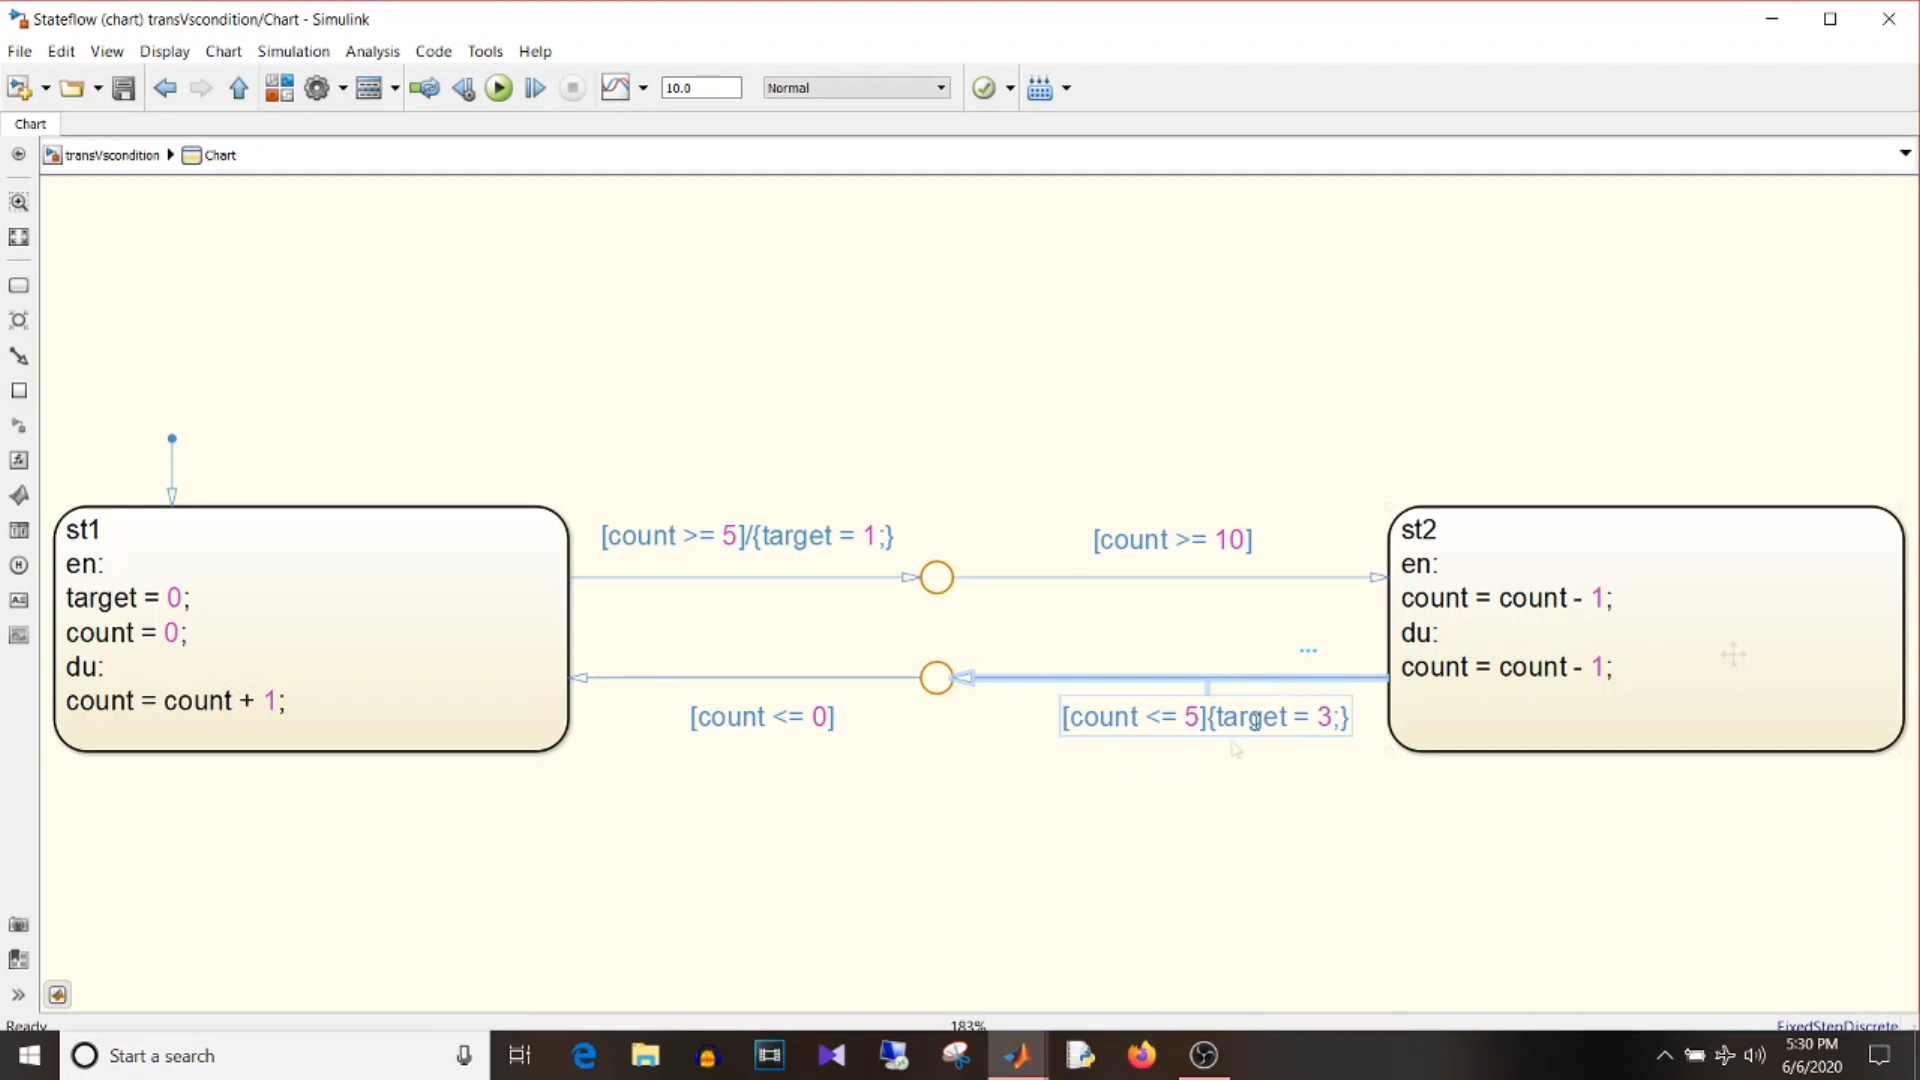 Stateflow (chart) transVscondition/Chart - Simulink
File Edit View Display Chart Simulation Analysis Code Tools Help
10.0 Normal
Chart
transVscondition Chart
st1
en:
target = 0;
count = 0;
du:
count = count + 1;
[count >= 5]/{target = 1;}
[count >= 10]
[count <= 0]
...
[count <= 5]{target = 3;}
st2
en:
count = count - 1;
du:
count = count - 1;
Ready 183% FixedStepDiscrete
Start a search
5:30 PM
6/6/2020